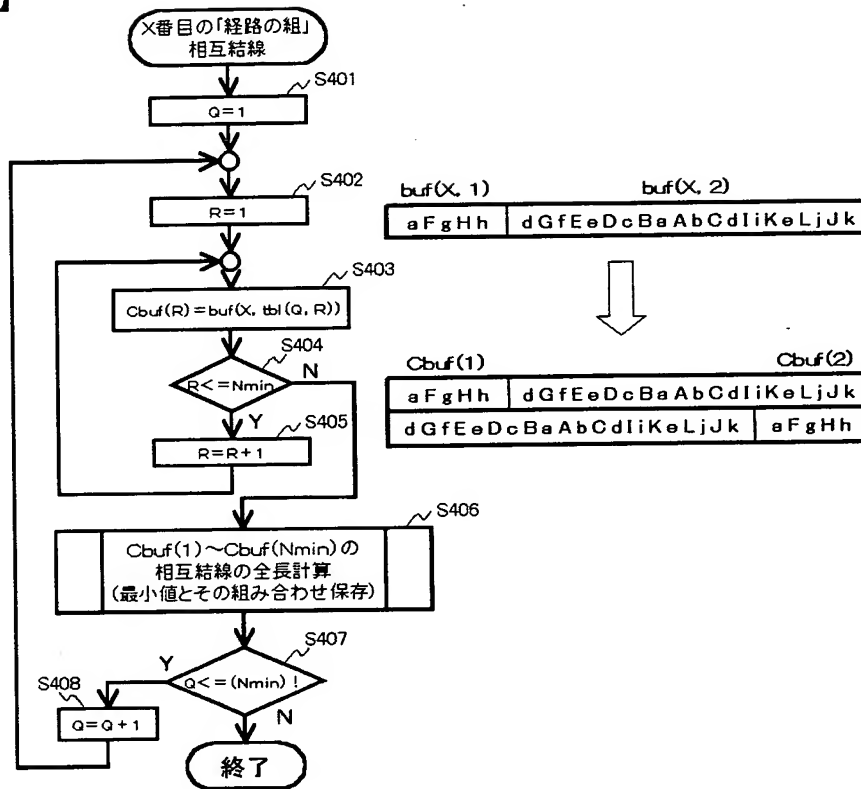 】
X番目の「経路の組」
相互結線
S401
Q=1
S402
R=1
S403
Cbuf(R)=buf(X, tbl(Q, R))
S404
R<=Nmin
N
Y
S405
R=R+1
S406
Cbuf(1)～Cbuf(Nmin)の
相互結線の全長計算
(最小値とその組み合わせ保存)
S407
Y
Q<=(Nmin)!
S408
N
Q=Q+1
終了
buf(X, 1) buf(X, 2)
aFgHh dGfEeDcBaAbCdIiKeLjJk
Cbuf(1) Cbuf(2)
aFgHh dGfEeDcBaAbCdIiKeLjJk
dGfEeDcBaAbCdIiKeLjJk aFgHh